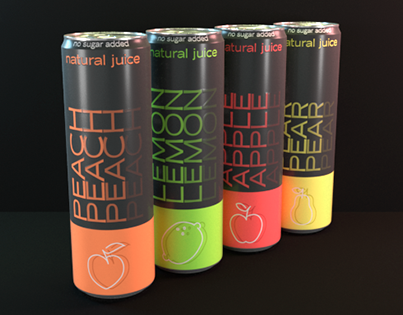 no sugar added
natural juice
PEACH
PEACH
PEACH
no sugar added
natural juice
LEMON
LEMON
LEMON
no sugar added
natural juice
APPLE
APPLE
APPLE
no sugar added
natural juice
PEAR
PEAR
PEAR